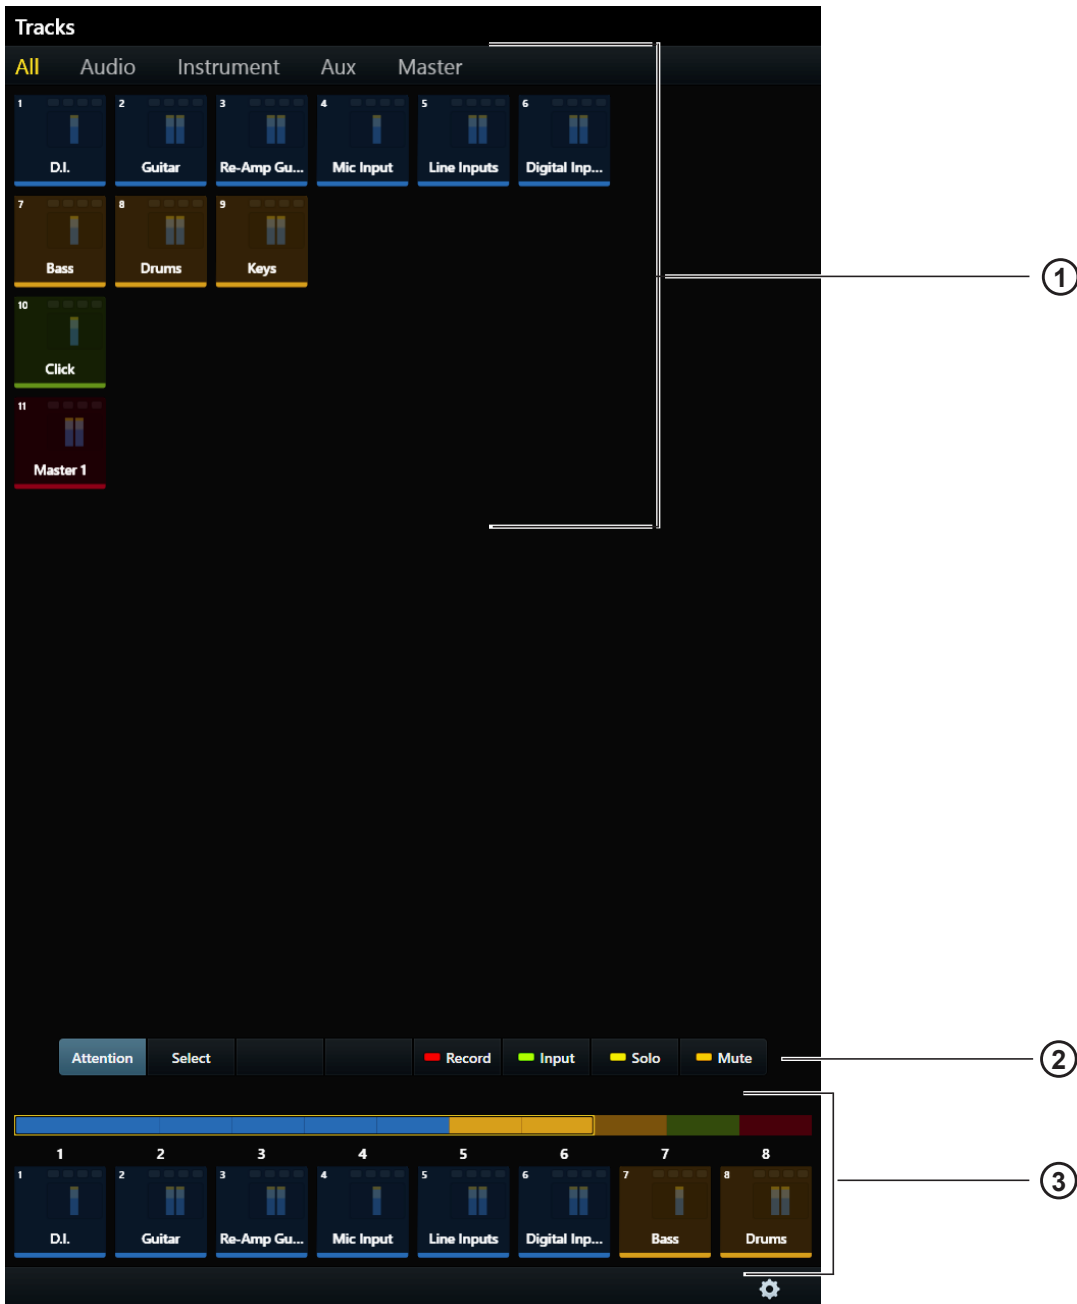 Tracks
All Audio Instrument Aux Master
1 2 3 4 5 6
D.I. Guitar Re-Amp Gu... Mic Input Line Inputs Digital Inp...
7 8 9
Bass Drums Keys
1
10
Click
11
Master 1
Attention Select Record Input Solo Mute
2
1 2 3 4 5 6 7 8
1 2 3 4 5 6 7 8
3
D.I. Guitar Re-Amp Gu... Mic Input Line Inputs Digital Inp... Bass Drums